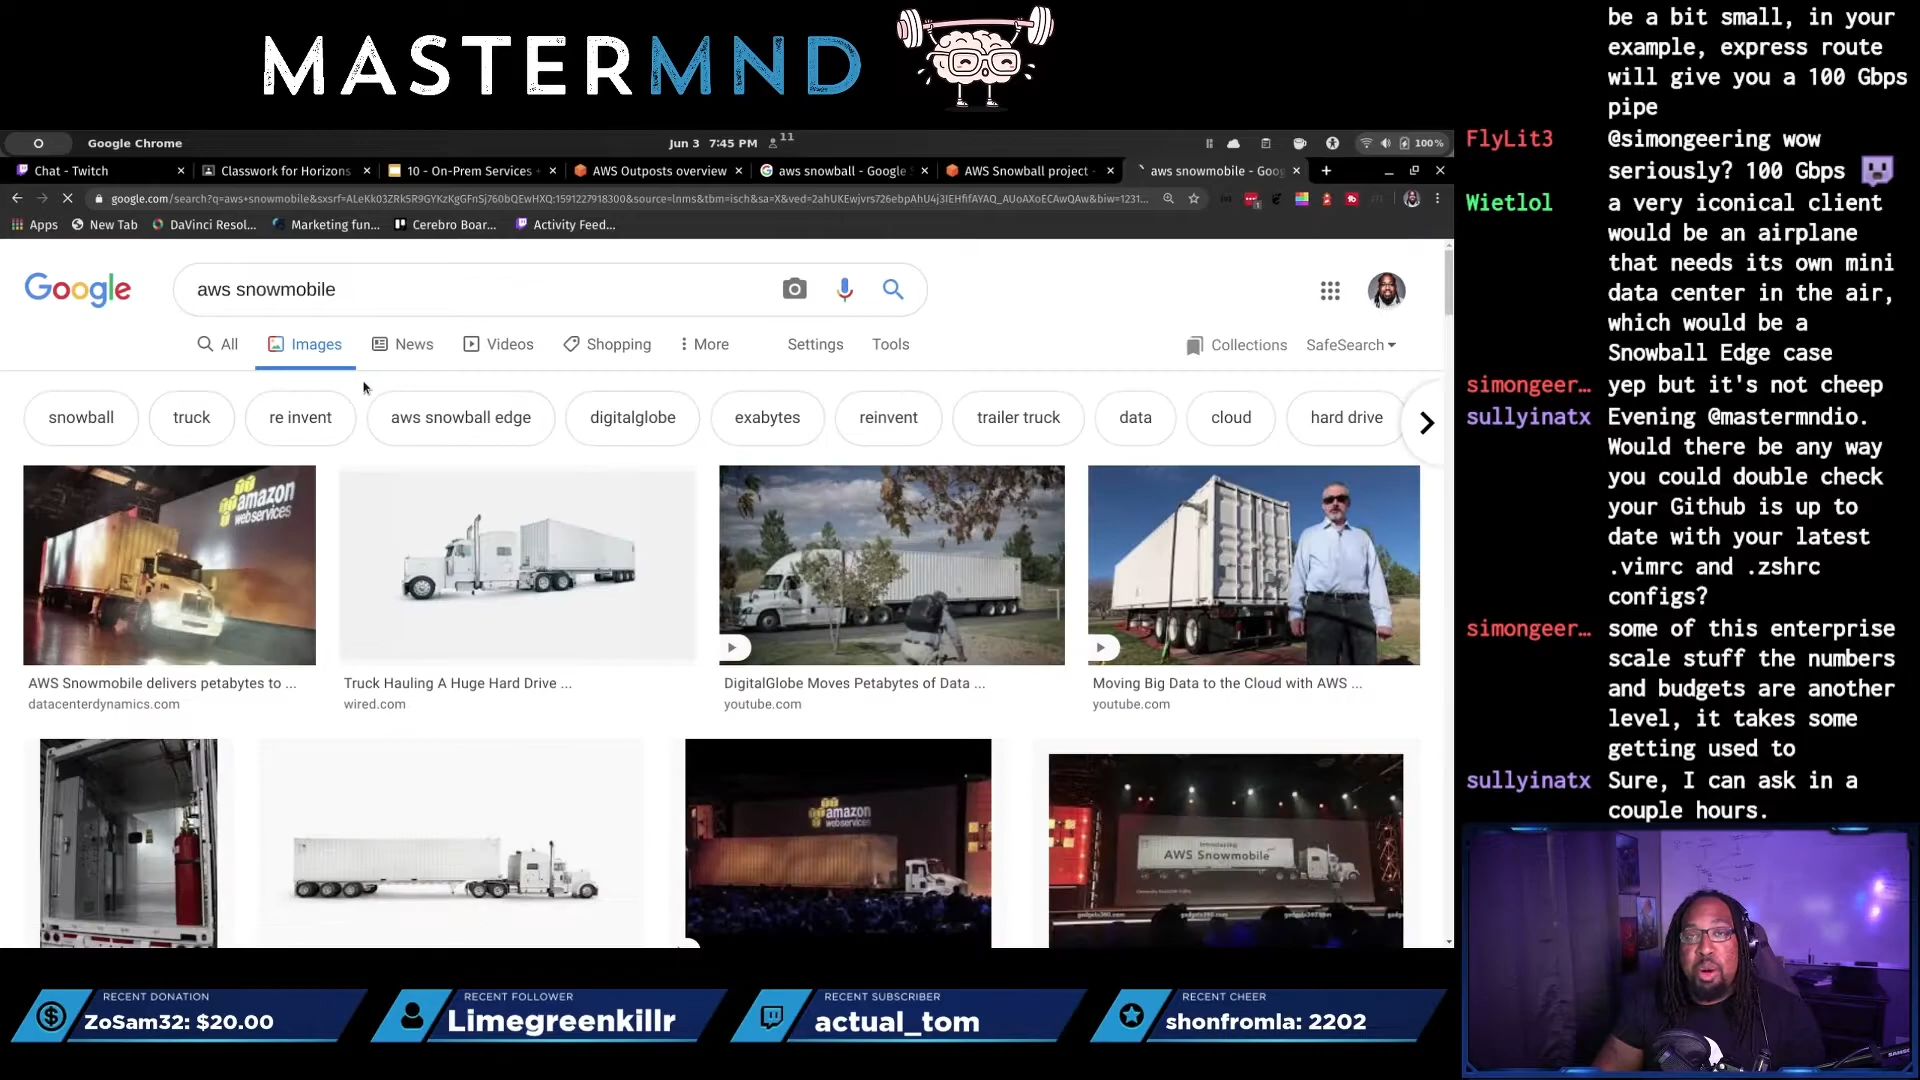 MASTERMND
Google Chrome
Jun 3 7:45 PM
11
100%
Chat - Twitch
Classwork for Horizons
10 - On-Prem Services
AWS Outposts overview
aws snowball - Google
AWS Snowball project -
aws snowmobile - Goog
Apps
New Tab
DaVinci Resol...
Marketing fun...
Cerebro Boar...
Activity Feed...
Google
aws snowmobile
All
Images
News
Videos
Shopping
More
Settings
Tools
Collections
SafeSearch
snowball
truck
re invent
aws snowball edge
digitalglobe
exabytes
reinvent
trailer truck
data
cloud
hard drive
amazon
webservices
AWS Snowmobile delivers petabytes to ...
datacenterdynamics.com
Truck Hauling A Huge Hard Drive ...
wired.com
DigitalGlobe Moves Petabytes of Data ...
youtube.com
Moving Big Data to the Cloud with AWS ...
youtube.com
amazon
webservices
Introducing
AWS Snowmobile
be a bit small, in your
example, express route
will give you a 100 Gbps
pipe
FlyLit3 @simongeering wow
seriously? 100 Gbps
Wietlol a very iconical client
would be an airplane
that needs its own mini
data center in the air,
which would be a
Snowball Edge case
simongeer… yep but it's not cheep
sullyinatx Evening @mastermndio.
Would there be any way
you could double check
your Github is up to
date with your latest
.vimrc and .zshrc
configs?
simongeer… some of this enterprise
scale stuff the numbers
and budgets are another
level, it takes some
getting used to
sullyinatx Sure, I can ask in a
couple hours.
RECENT DONATION
ZoSam32: $20.00
RECENT FOLLOWER
Limegreenkillr
RECENT SUBSCRIBER
actual_tom
RECENT CHEER
shonfromla: 2202